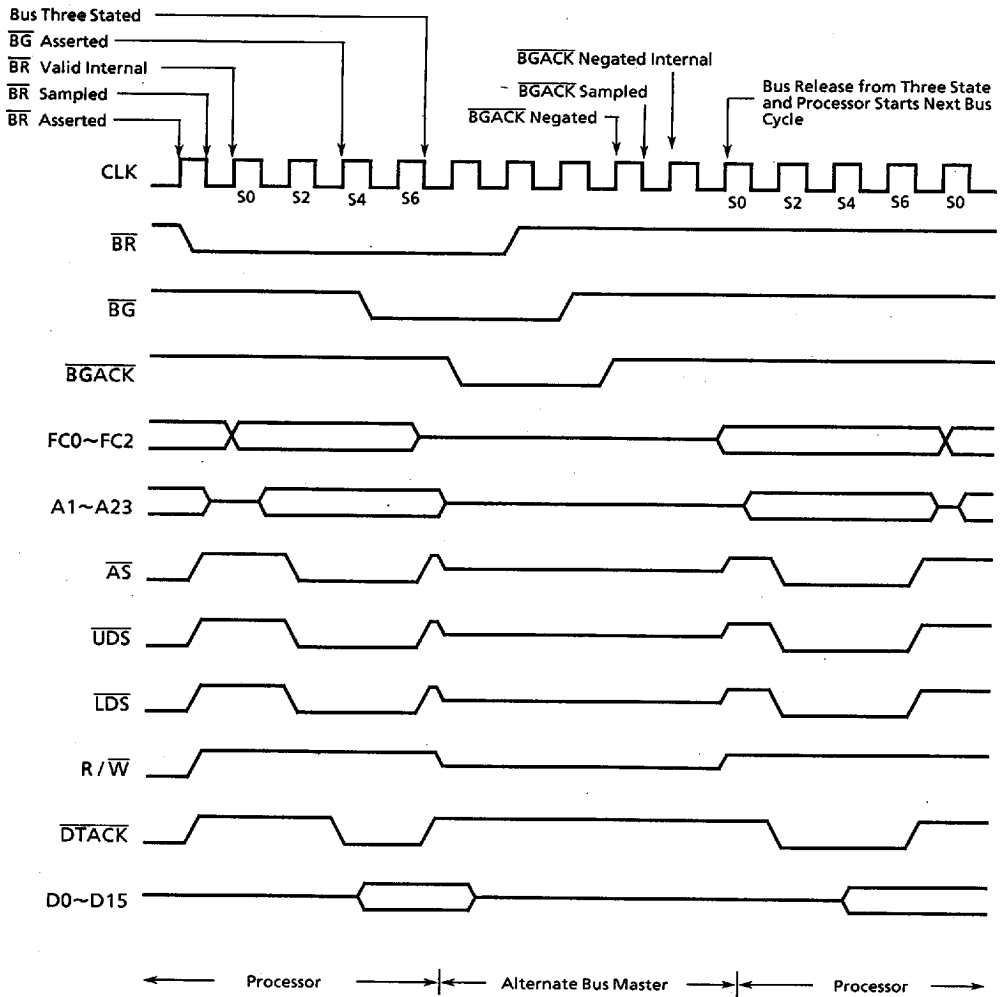 Bus Three Stated
BG Asserted
BR Valid Internal
BR Sampled
BR Asserted
BGACK Negated Internal
BGACK Sampled
BGACK Negated
Bus Release from Three State
and Processor Starts Next Bus
Cycle
CLK
S0 S2 S4 S6 S0 S2 S4 S6 S0
BR
BG
BGACK
FC0~FC2
A1~A23
AS
UDS
LDS
R / W
DTACK
D0~D15
Processor Alternate Bus Master Processor